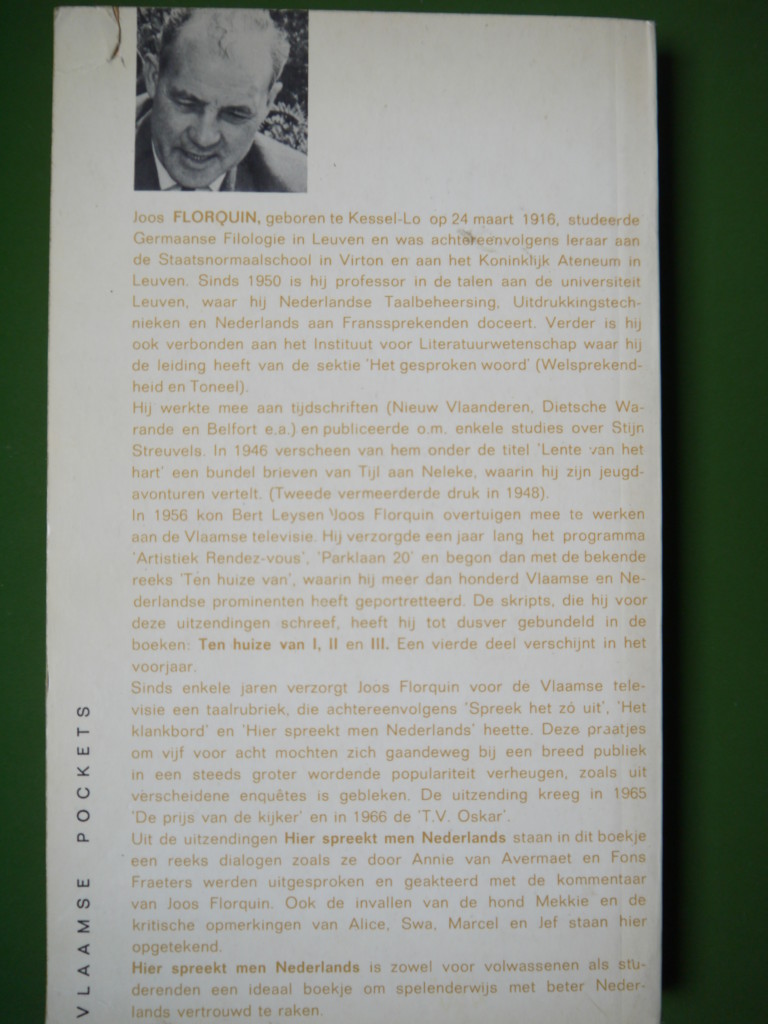 Joos FLORQUIN, geboren te Kessel-Lo op 24 maart 1916, studeerde
Germaanse Filologie in Leuven en was achtereenvolgens leraar aan
de Staatsnormaalschool in Virton en aan het Koninklijk Ateneum in
Leuven. Sinds 1950 is hij professor in de talen aan de universiteit
Leuven, waar hij Nederlandse Taalbeheersing, Uitdrukkingstech-
nieken en Nederlands aan Franssprekenden doceert. Verder is hij
ook verbonden aan het Instituut voor Literatuurwetenschap waar hij
de leiding heeft van de sektie 'Het gesproken woord' (Welsprekend-
heid en Toneel).
Hij werkte mee aan tijdschriften (Nieuw Vlaanderen, Dietsche Wa-
rande en Belfort e.a.) en publiceerde o.m. enkele studies over Stijn
Streuvels. In 1946 verscheen van hem onder de titel 'Lente van het
hart' een bundel brieven van Tijl aan Neleke, waarin hij zijn jeugd-
avonturen vertelt. (Tweede vermeerderde druk in 1948).
In 1956 kon Bert Leysen Joos Florquin overtuigen mee te werken
aan de Vlaamse televisie. Hij verzorgde een jaar lang het programma
'Artistiek Rendez-vous', 'Parklaan 20' en begon dan met de bekende
reeks 'Ten huize van', waarin hij meer dan honderd Vlaamse en Ne-
derlandse prominenten heeft geportretteerd. De skripts, die hij voor
deze uitzendingen schreef, heeft hij tot dusver gebundeld in de
boeken: Ten huize van I, II en III. Een vierde deel verschijnt in het
voorjaar.
Sinds enkele jaren verzorgt Joos Florquin voor de Vlaamse tele-
visie een taalrubriek, die achtereenvolgens 'Spreek het zó uit', 'Het
klankbord' en 'Hier spreekt men Nederlands' heette. Deze praatjes
om vijf voor acht mochten zich gaandeweg bij een breed publiek
in een steeds groter wordende populariteit verheugen, zoals uit
verscheidene enquêtes is gebleken. De uitzending kreeg in 1965
'De prijs van de kijker' en in 1966 de 'T.V. Oskar'.
Uit de uitzendingen Hier spreekt men Nederlands staan in dit boekje
een reeks dialogen zoals ze door Annie van Avermaet en Fons
Fraeters werden uitgesproken en geakteerd met de kommentaar
van Joos Florquin. Ook de invallen van de hond Mekkie en de
kritische opmerkingen van Alice, Swa, Marcel en Jef staan hier
opgetekend.
Hier spreekt men Nederlands is zowel voor volwassenen als stu-
derenden een ideaal boekje om spelenderwijs met beter Neder-
lands vertrouwd te raken.
VLAAMSE POCKETS